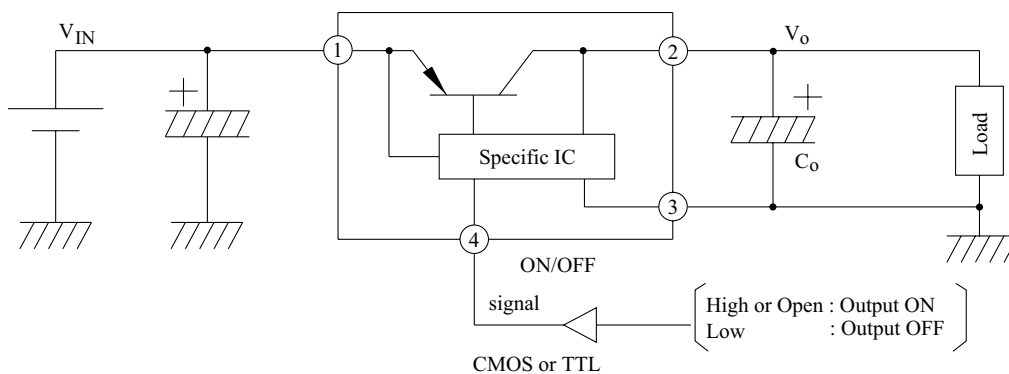 V_IN
1
2
V_o
+
+
Specific IC
Load
C_o
3
4
ON/OFF
signal
High or Open : Output ON
Low : Output OFF
CMOS or TTL